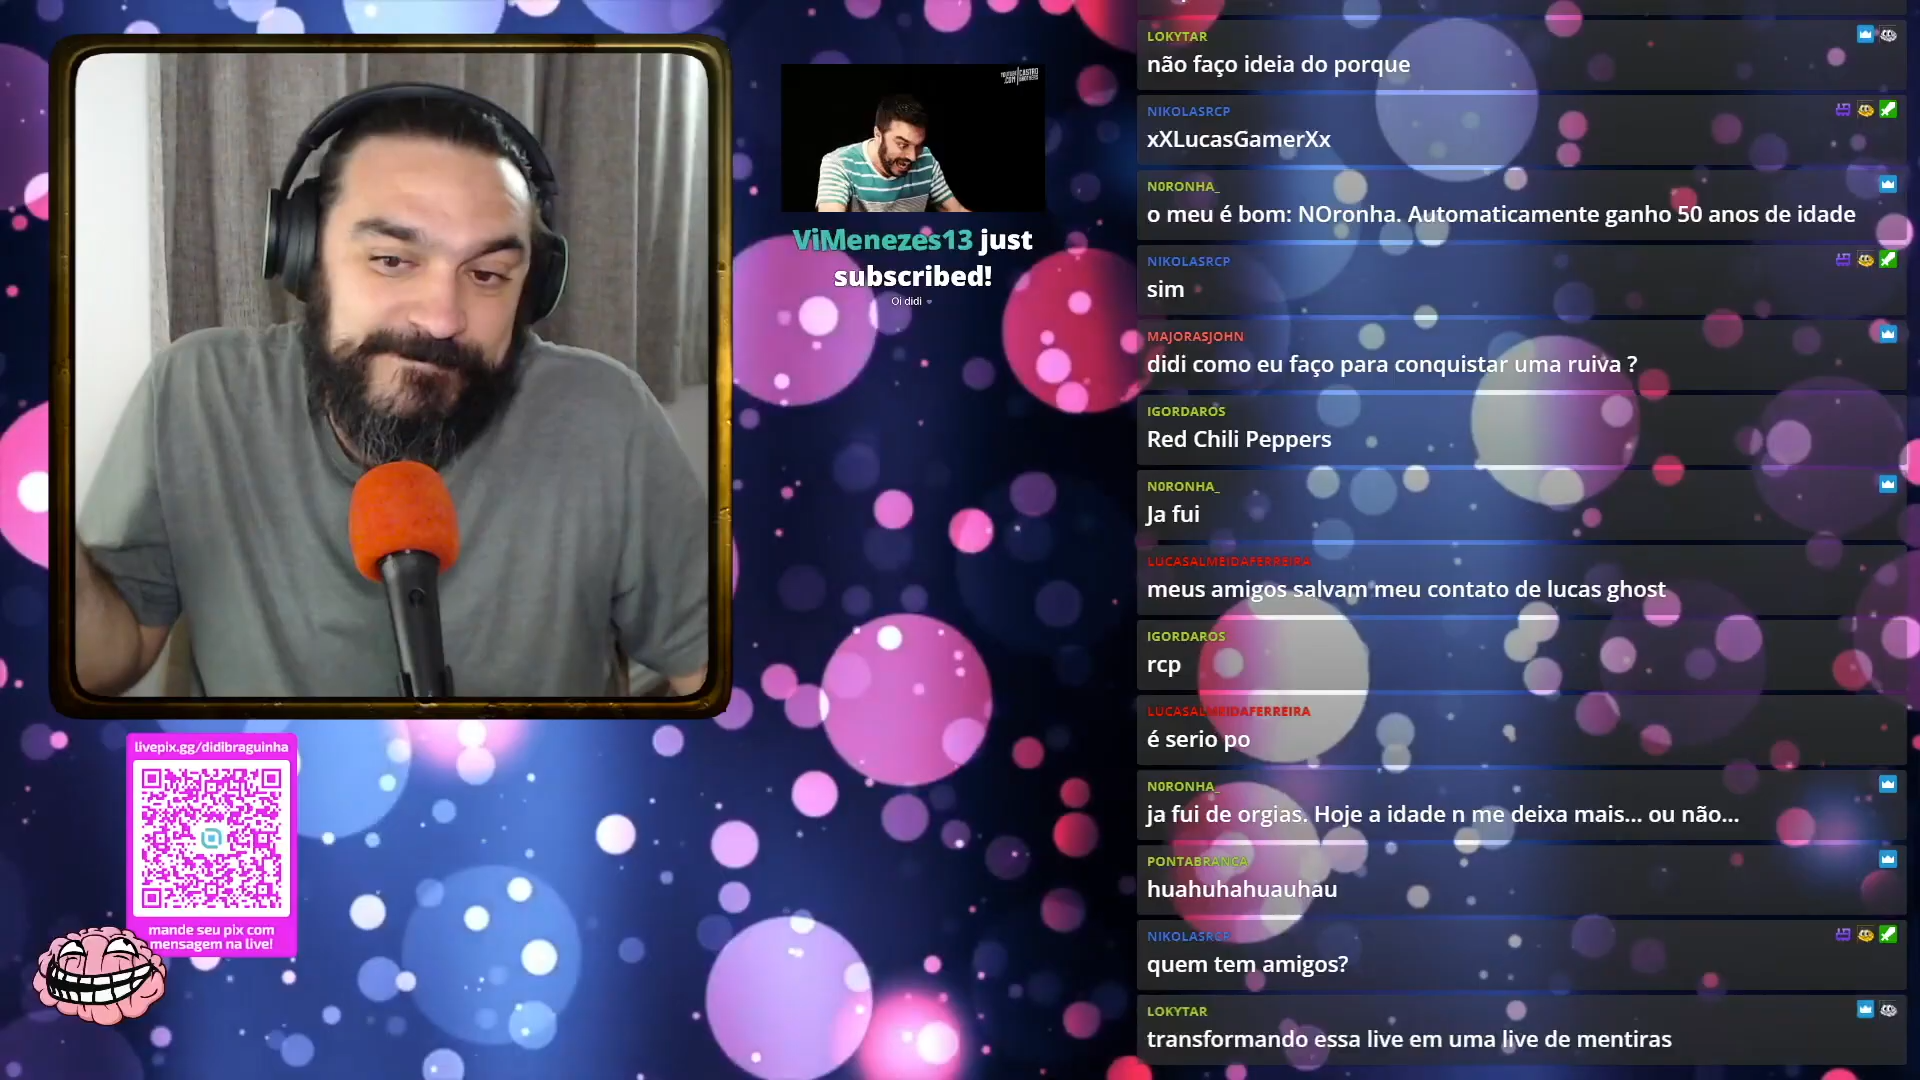 YOUTUBE
.COM
CASTRO
BROTHERS
ViMenezes13 just
subscribed!
Oi didi
livepix.gg/didibraguinha
mande seu pix com
mensagem na live!
LOKYTAR
não faço ideia do porque
NIKOLASRCP
xXLucasGamerXx
N0RONHA_
o meu é bom: NOronha. Automaticamente ganho 50 anos de idade
NIKOLASRCP
sim
MAJORASJOHN
didi como eu faço para conquistar uma ruiva ?
IGORDAROS
Red Chili Peppers
N0RONHA_
Ja fui
LUCASALMEIDAFERREIRA
meus amigos salvam meu contato de lucas ghost
IGORDAROS
rcp
LUCASALMEIDAFERREIRA
é serio po
N0RONHA_
ja fui de orgias. Hoje a idade n me deixa mais... ou não...
PONTABRANCA
huahuhahuauhau
NIKOLASRCP
quem tem amigos?
LOKYTAR
transformando essa live em uma live de mentiras